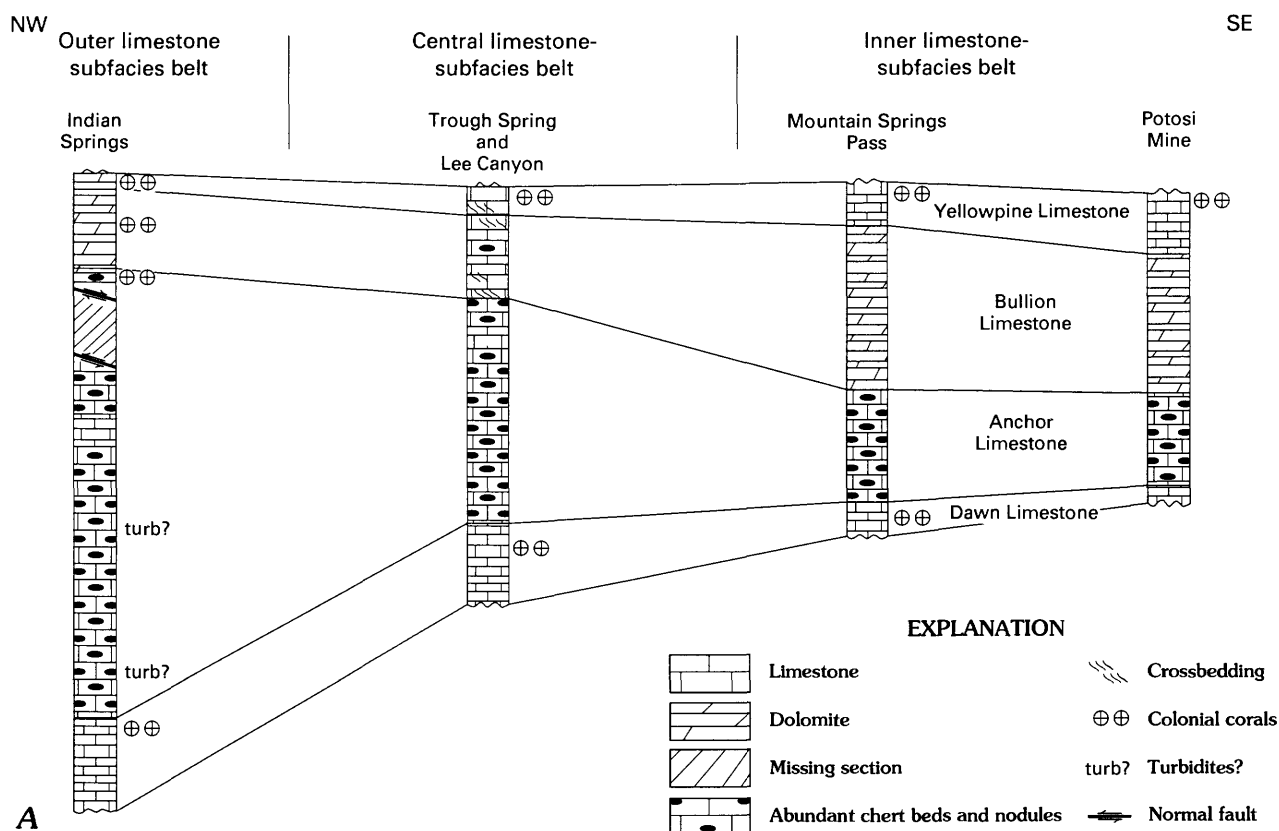 NW
SE
Outer limestone
subfacies belt
Central limestone-
subfacies belt
Inner limestone-
subfacies belt
Indian
Springs
Trough Spring
and
Lee Canyon
Mountain Springs
Pass
Potosi
Mine
Yellowpine Limestone
Bullion
Limestone
Anchor
Limestone
Dawn Limestone
turb?
turb?
EXPLANATION
Limestone
Dolomite
Missing section
Abundant chert beds and nodules
Crossbedding
Colonial corals
turb? Turbidites?
Normal fault
A